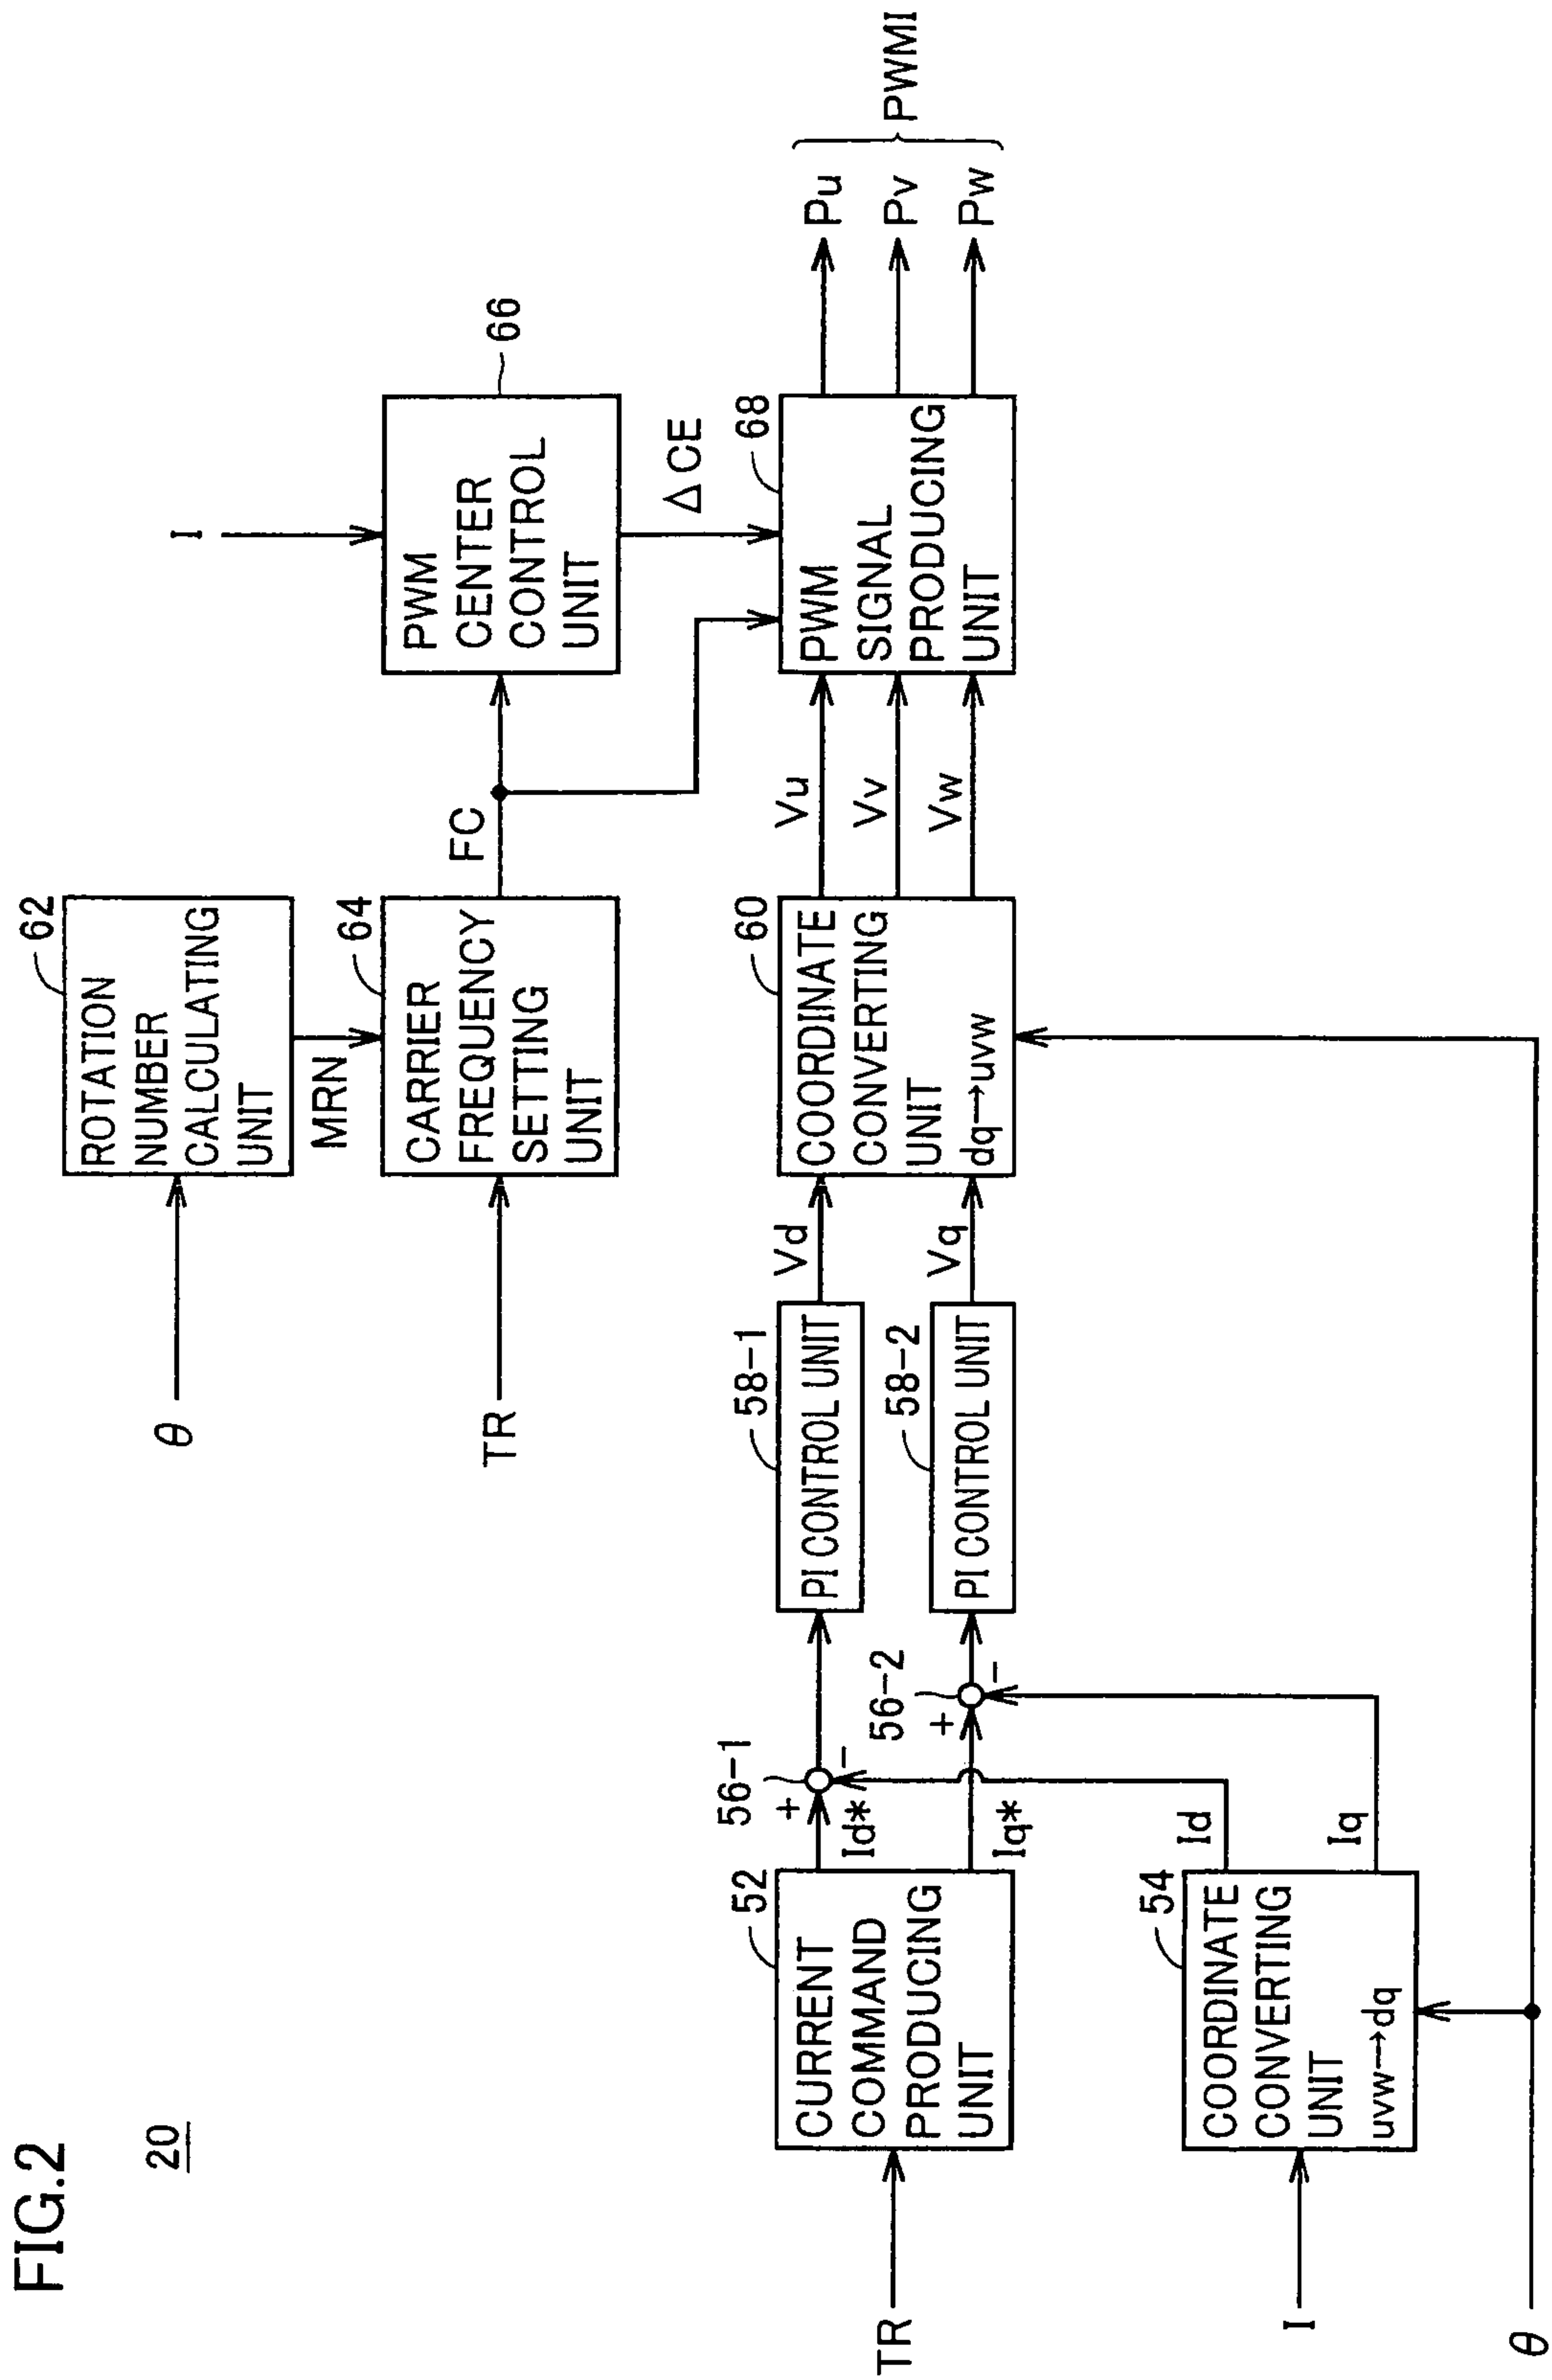 FIG.2
20
θ
62
ROTATION
NUMBER
CALCULATING
UNIT
MRN
TR
64
CARRIER
FREQUENCY
SETTING
UNIT
FC
I
66
PWM
CENTER
CONTROL
UNIT
Δ CE
TR
52
CURRENT
COMMAND
PRODUCING
UNIT
Id*
Iq*
56-1
+
−
56-2
+
−
58-1
PI CONTROL UNIT
58-2
PI CONTROL UNIT
Vd
Vq
60
COORDINATE
CONVERTING
UNIT
dq→uvw
Vu
Vv
Vw
68
PWM
SIGNAL
PRODUCING
UNIT
Pu
Pv
Pw
PWMI
I
54
COORDINATE
CONVERTING
UNIT
uvw→dq
Id
Iq
θ